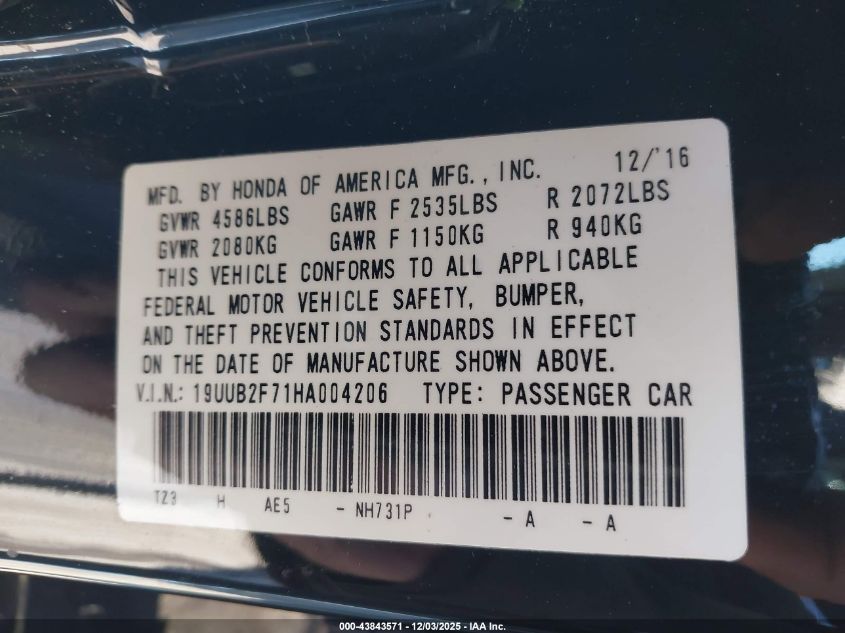 MFD. BY HONDA OF AMERICA MFG., INC. 12/'16
GVWR 4586LBS GAWR F 2535LBS R 2072LBS
GVWR 2080KG GAWR F 1150KG R 940KG
THIS VEHICLE CONFORMS TO ALL APPLICABLE
FEDERAL MOTOR VEHICLE SAFETY, BUMPER,
AND THEFT PREVENTION STANDARDS IN EFFECT
ON THE DATE OF MANUFACTURE SHOWN ABOVE.
V.I.N.: 19UUB2F71HA004206 TYPE: PASSENGER CAR
TZ3 H AE5 - NH731P - A - A
000-43843571 - 12/03/2025 - IAA Inc.